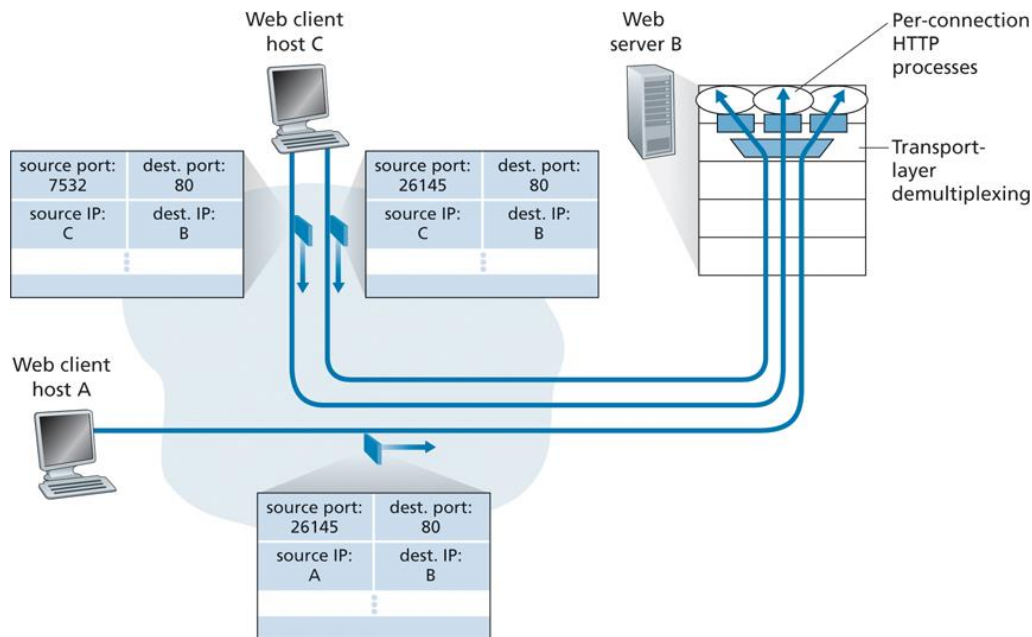 Web client
host C
Web
server B
Per-connection
HTTP
processes
Transport-
layer
demultiplexing
source port:
7532
dest. port:
80
source IP:
C
dest. IP:
B
source port:
26145
dest. port:
80
source IP:
C
dest. IP:
B
Web client
host A
source port:
26145
dest. port:
80
source IP:
A
dest. IP:
B